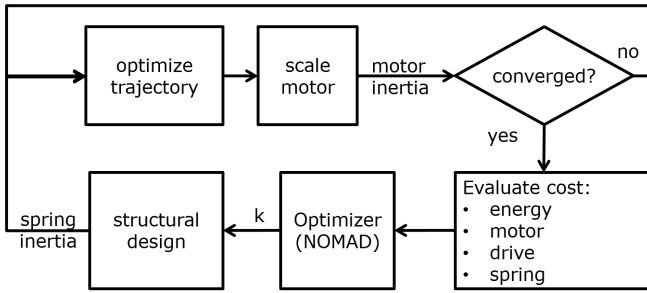 optimize
trajectory
scale
motor
motor
inertia
converged?
no
yes
Evaluate cost:
• energy
• motor
• drive
• spring
Optimizer
(NOMAD)
k
structural
design
spring
inertia